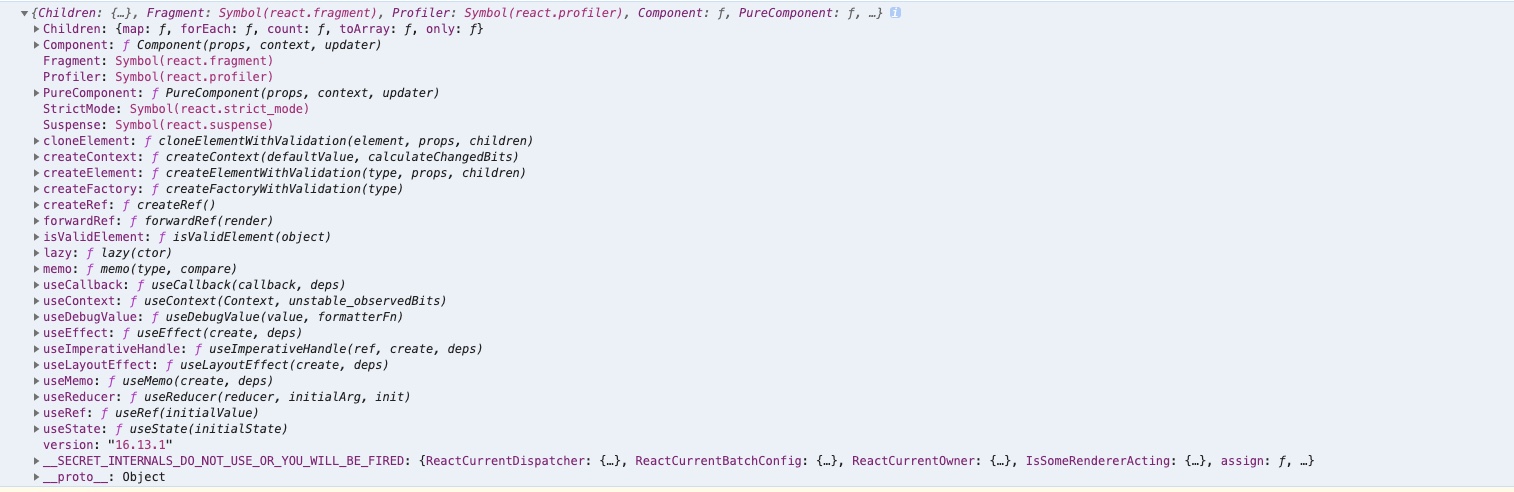 ▼{Children: {…}, Fragment: Symbol(react.fragment), Profiler: Symbol(react.profiler), Component: ƒ, PureComponent: ƒ, …} i
▶Children: {map: ƒ, forEach: ƒ, count: ƒ, toArray: ƒ, only: ƒ}
▶Component: ƒ Component(props, context, updater)
Fragment: Symbol(react.fragment)
Profiler: Symbol(react.profiler)
▶PureComponent: ƒ PureComponent(props, context, updater)
StrictMode: Symbol(react.strict_mode)
Suspense: Symbol(react.suspense)
▶cloneElement: ƒ cloneElementWithValidation(element, props, children)
▶createContext: ƒ createContext(defaultValue, calculateChangedBits)
▶createElement: ƒ createElementWithValidation(type, props, children)
▶createFactory: ƒ createFactoryWithValidation(type)
▶createRef: ƒ createRef()
▶forwardRef: ƒ forwardRef(render)
▶isValidElement: ƒ isValidElement(object)
▶lazy: ƒ lazy(ctor)
▶memo: ƒ memo(type, compare)
▶useCallback: ƒ useCallback(callback, deps)
▶useContext: ƒ useContext(Context, unstable_observedBits)
▶useDebugValue: ƒ useDebugValue(value, formatterFn)
▶useEffect: ƒ useEffect(create, deps)
▶useImperativeHandle: ƒ useImperativeHandle(ref, create, deps)
▶useLayoutEffect: ƒ useLayoutEffect(create, deps)
▶useMemo: ƒ useMemo(create, deps)
▶useReducer: ƒ useReducer(reducer, initialArg, init)
▶useRef: ƒ useRef(initialValue)
▶useState: ƒ useState(initialState)
version: "16.13.1"
▶__SECRET_INTERNALS_DO_NOT_USE_OR_YOU_WILL_BE_FIRED: {ReactCurrentDispatcher: {…}, ReactCurrentBatchConfig: {…}, ReactCurrentOwner: {…}, IsSomeRendererActing: {…}, assign: ƒ, …}
▶__proto__: Object